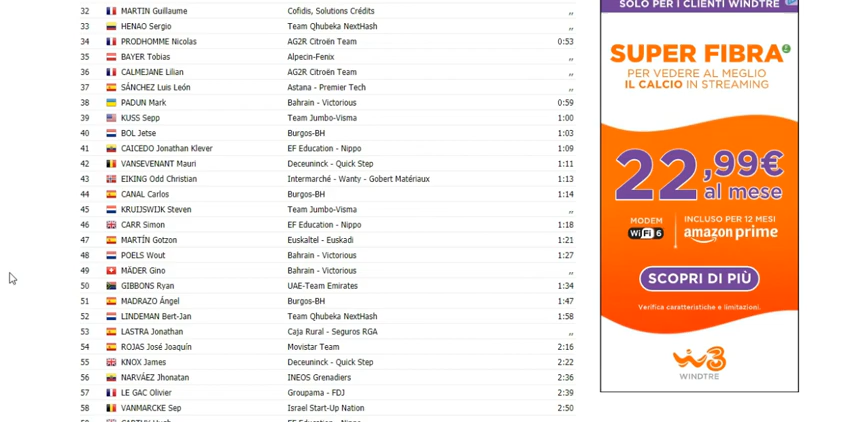 32 MARTIN Guillaume Cofidis, Solutions Crédits ,,
33 HENAO Sergio Team Qhubeka NextHash ,,
34 PRODHOMME Nicolas AG2R Citroën Team 0:53
35 BAYER Tobias Alpecin-Fenix ,,
36 CALMEJANE Lilian AG2R Citroën Team ,,
37 SÁNCHEZ Luis León Astana - Premier Tech ,,
38 PADUN Mark Bahrain - Victorious 0:59
39 KUSS Sepp Team Jumbo-Visma 1:00
40 BOL Jetse Burgos-BH 1:03
41 CAICEDO Jonathan Klever EF Education - Nippo 1:09
42 VANSEVENANT Mauri Deceuninck - Quick Step 1:11
43 EIKING Odd Christian Intermarché - Wanty - Gobert Matériaux 1:13
44 CANAL Carlos Burgos-BH 1:14
45 KRUIJSWIJK Steven Team Jumbo-Visma ,,
46 CARR Simon EF Education - Nippo 1:18
47 MARTÍN Gotzon Euskaltel - Euskadi 1:21
48 POELS Wout Bahrain - Victorious 1:27
49 MÄDER Gino Bahrain - Victorious ,,
50 GIBBONS Ryan UAE-Team Emirates 1:34
51 MADRAZO Ángel Burgos-BH 1:47
52 LINDEMAN Bert-Jan Team Qhubeka NextHash 1:58
53 LASTRA Jonathan Caja Rural - Seguros RGA ,,
54 ROJAS José Joaquín Movistar Team 2:16
55 KNOX James Deceuninck - Quick Step 2:22
56 NARVÁEZ Jhonatan INEOS Grenadiers 2:36
57 LE GAC Olivier Groupama - FDJ 2:39
58 VANMARCKE Sep Israel Start-Up Nation 2:50
SOLO PER I CLIENTI WINDTRE
SUPER FIBRA
PER VEDERE AL MEGLIO
IL CALCIO IN STREAMING
22,99€
al mese
MODEM
WiFi 6
INCLUSO PER 12 MESI
amazon prime
SCOPRI DI PIÙ
Verifica caratteristiche e limitazioni.
W3
WINDTRE